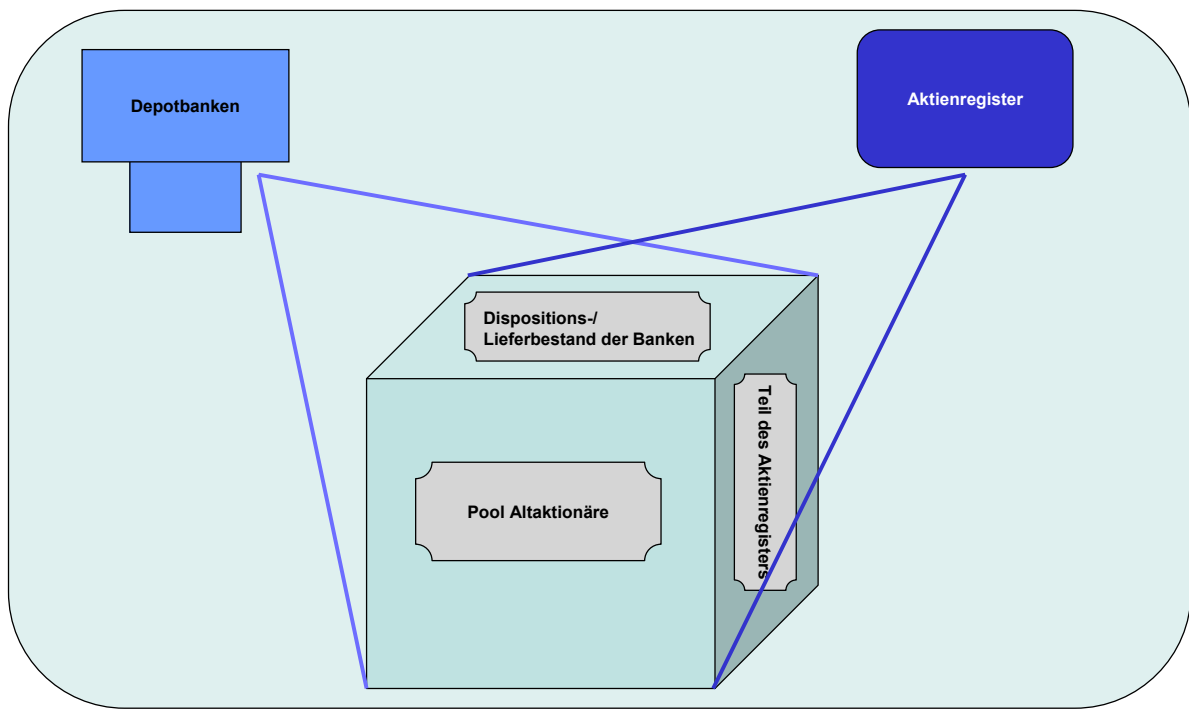 Depotbanken
Aktienregister
Dispositions-/
Lieferbestand der Banken
Teil des Aktienregisters
Pool Altaktionäre